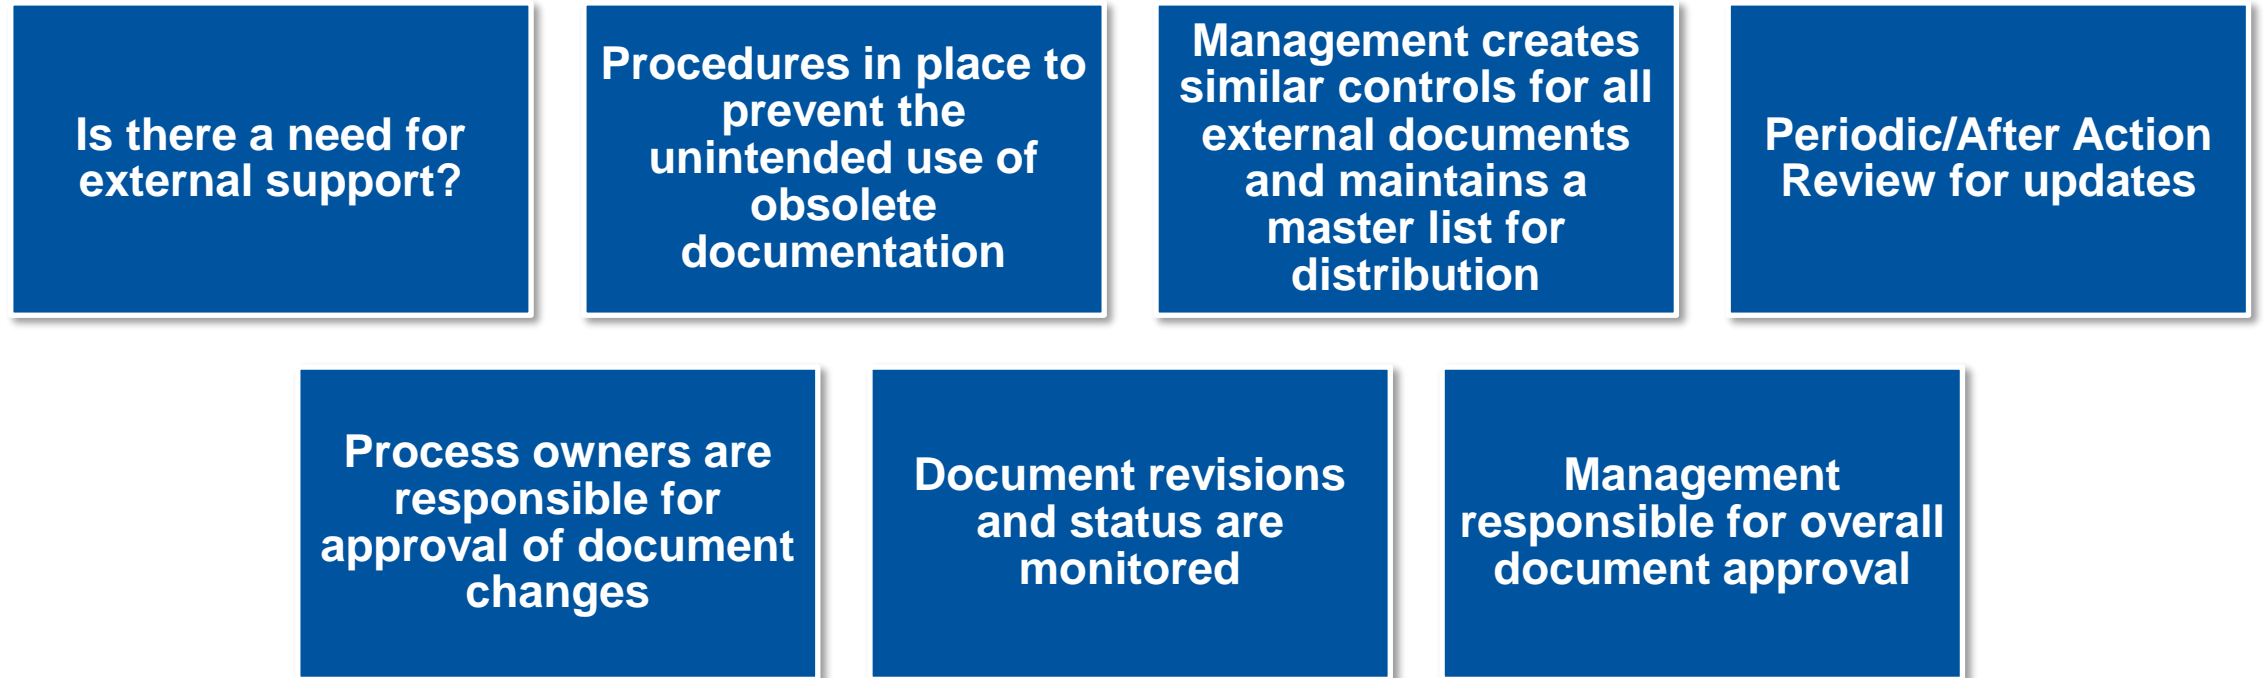 Is there a need for
external support?
Procedures in place to
prevent the
unintended use of
obsolete
documentation
Management creates
similar controls for all
external documents
and maintains a
master list for
distribution
Periodic/After Action
Review for updates
Process owners are
responsible for
approval of document
changes
Document revisions
and status are
monitored
Management
responsible for overall
document approval